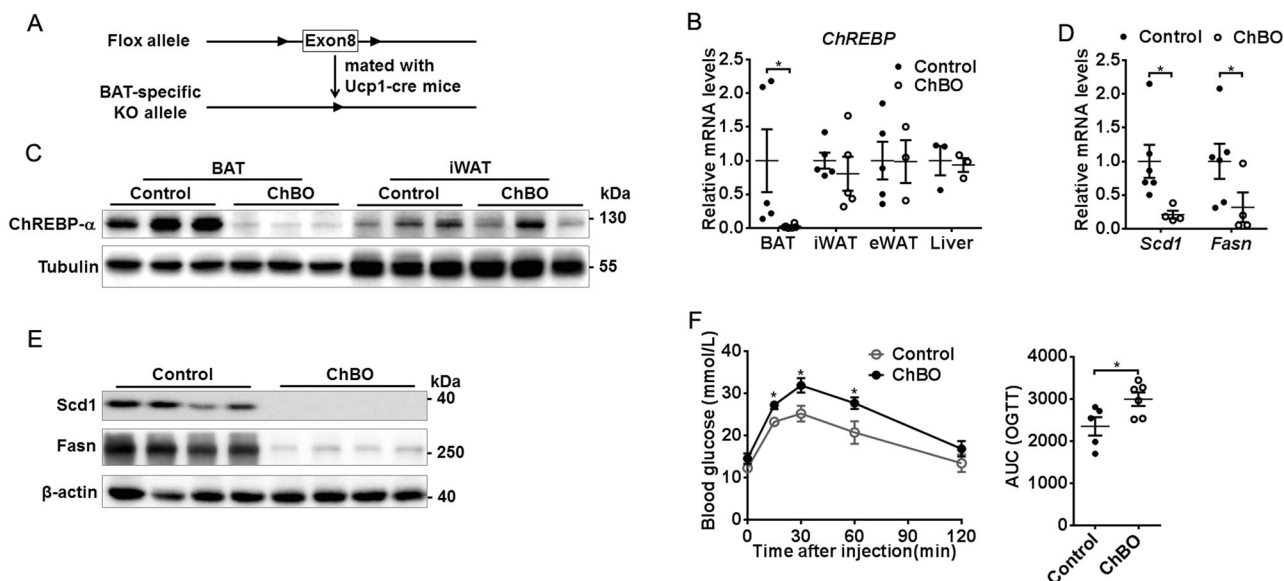 A
Flox allele
Exon8
mated with
Ucp1-cre mice
BAT-specific
KO allele
B
ChREBP
Relative mRNA levels
2.5
2.0
1.5
1.0
0.5
0.0
*
Control
ChBO
BAT iWAT eWAT Liver
D
Control ChBO
Relative mRNA levels
2.5
2.0
1.5
1.0
0.5
0.0
* *
Scd1 Fasn
C
BAT iWAT
Control ChBO Control ChBO kDa
ChREBP-α - 130
Tubulin - 55
E
Control ChBO kDa
Scd1 - 40
Fasn - 250
β-actin - 40
F
Blood glucose (mmol/L)
40
30
20
10
0
Control
ChBO
* * *
0 30 60 90 120
Time after injection(min)
AUC (OGTT)
4000
3000
2000
1000
0
*
Control ChBO